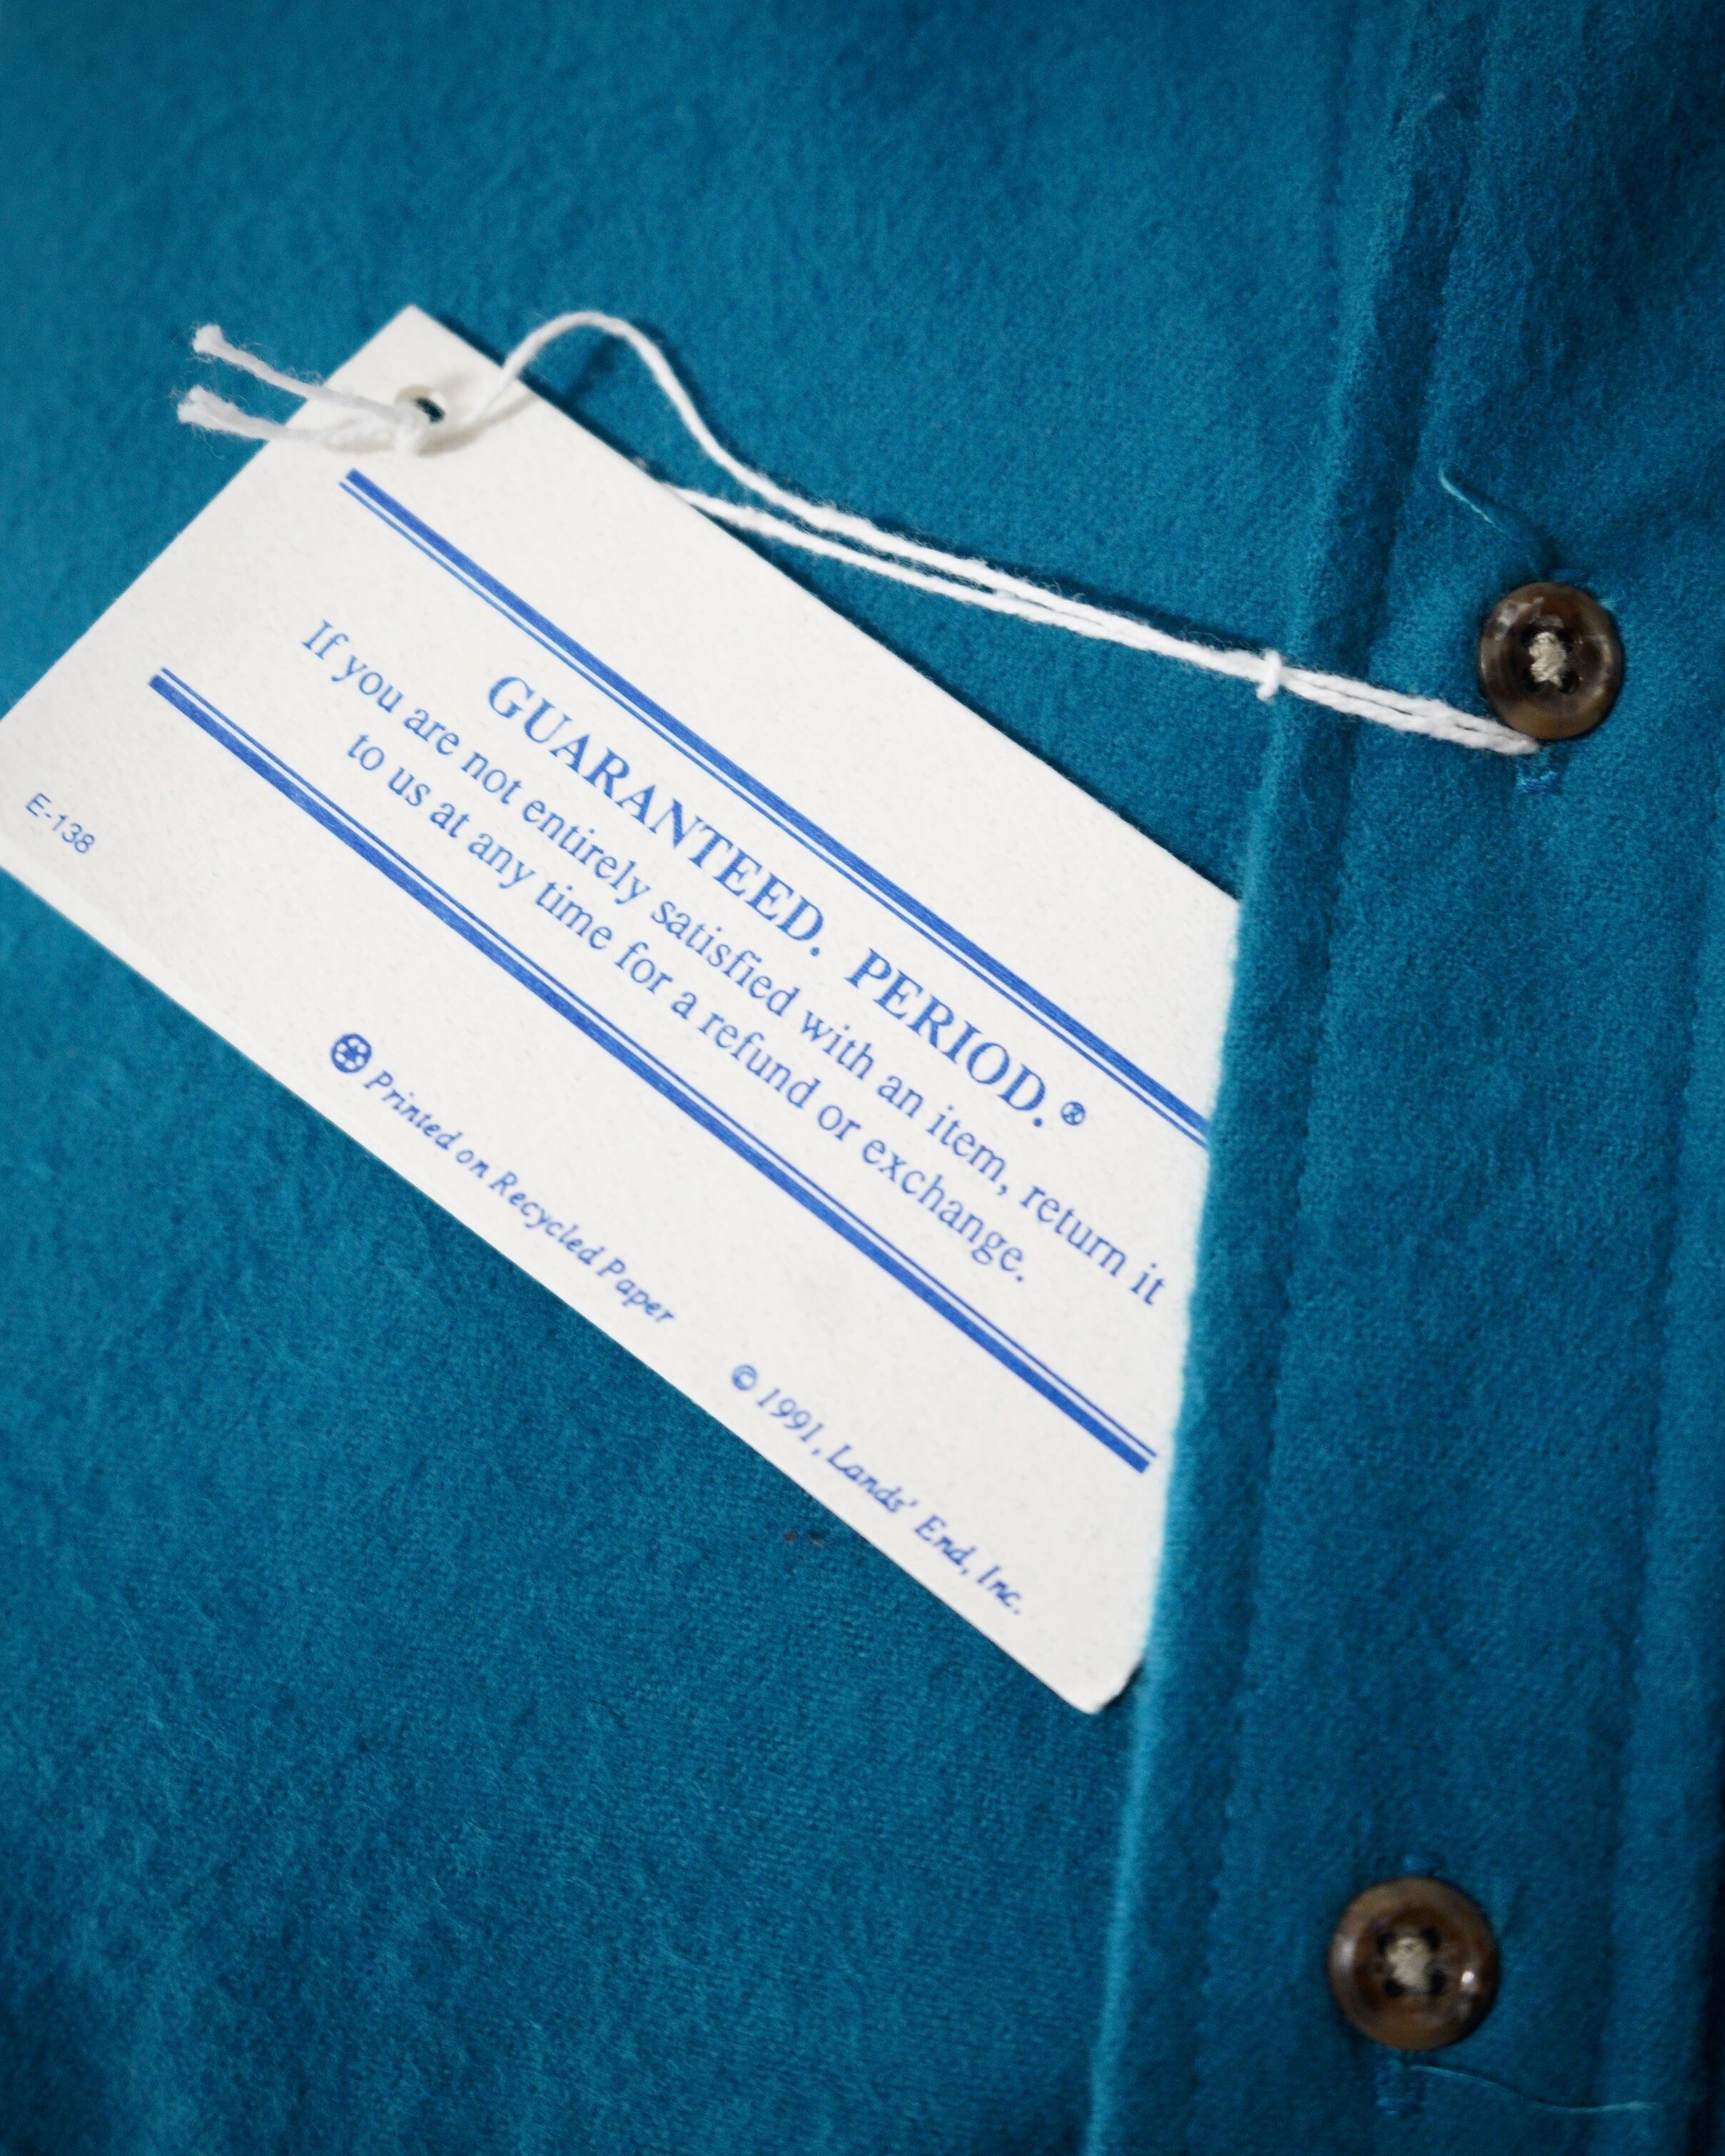 GUARANTEED. PERIOD.®
If you are not entirely satisfied with an item, return it
to us at any time for a refund or exchange.
E-138
Printed on Recycled Paper
© 1991, Lands' End, Inc.